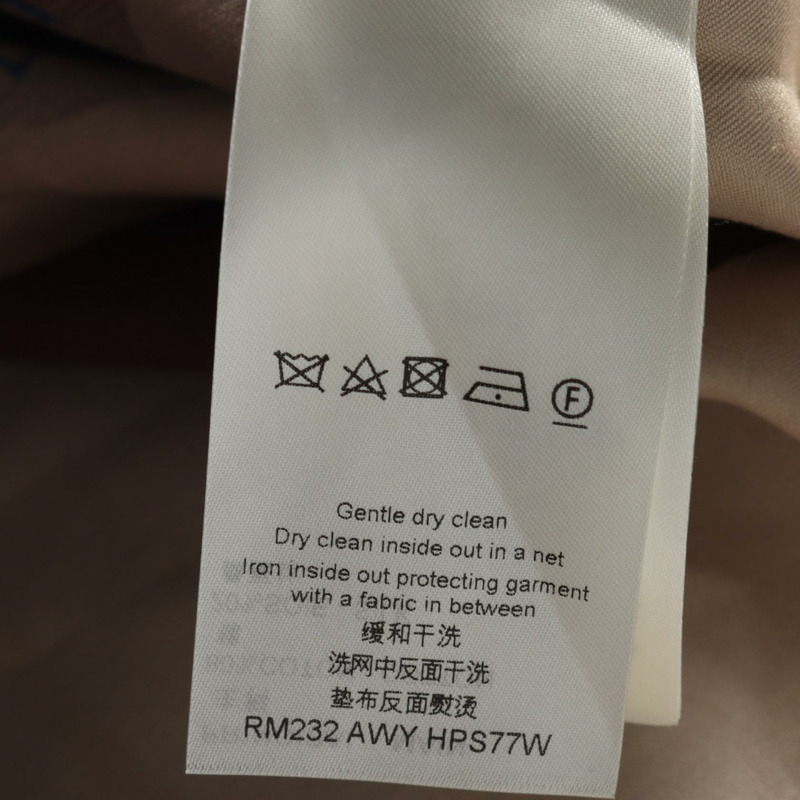 F
Gentle dry clean
Dry clean inside out in a net
Iron inside out protecting garment
with a fabric in between
缓和干洗
洗网中反面干洗
垫布反面熨烫
RM232 AWY HPS77W